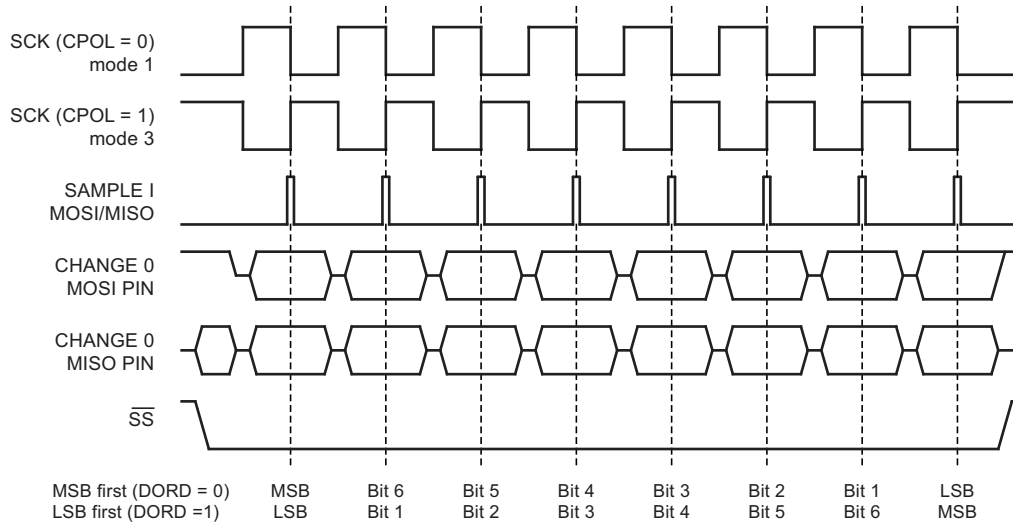 SCK (CPOL = 0)
mode 1
SCK (CPOL = 1)
mode 3
SAMPLE I
MOSI/MISO
CHANGE 0
MOSI PIN
CHANGE 0
MISO PIN
SS
MSB first (DORD = 0) MSB Bit 6 Bit 5 Bit 4 Bit 3 Bit 2 Bit 1 LSB
LSB first (DORD =1) LSB Bit 1 Bit 2 Bit 3 Bit 4 Bit 5 Bit 6 MSB